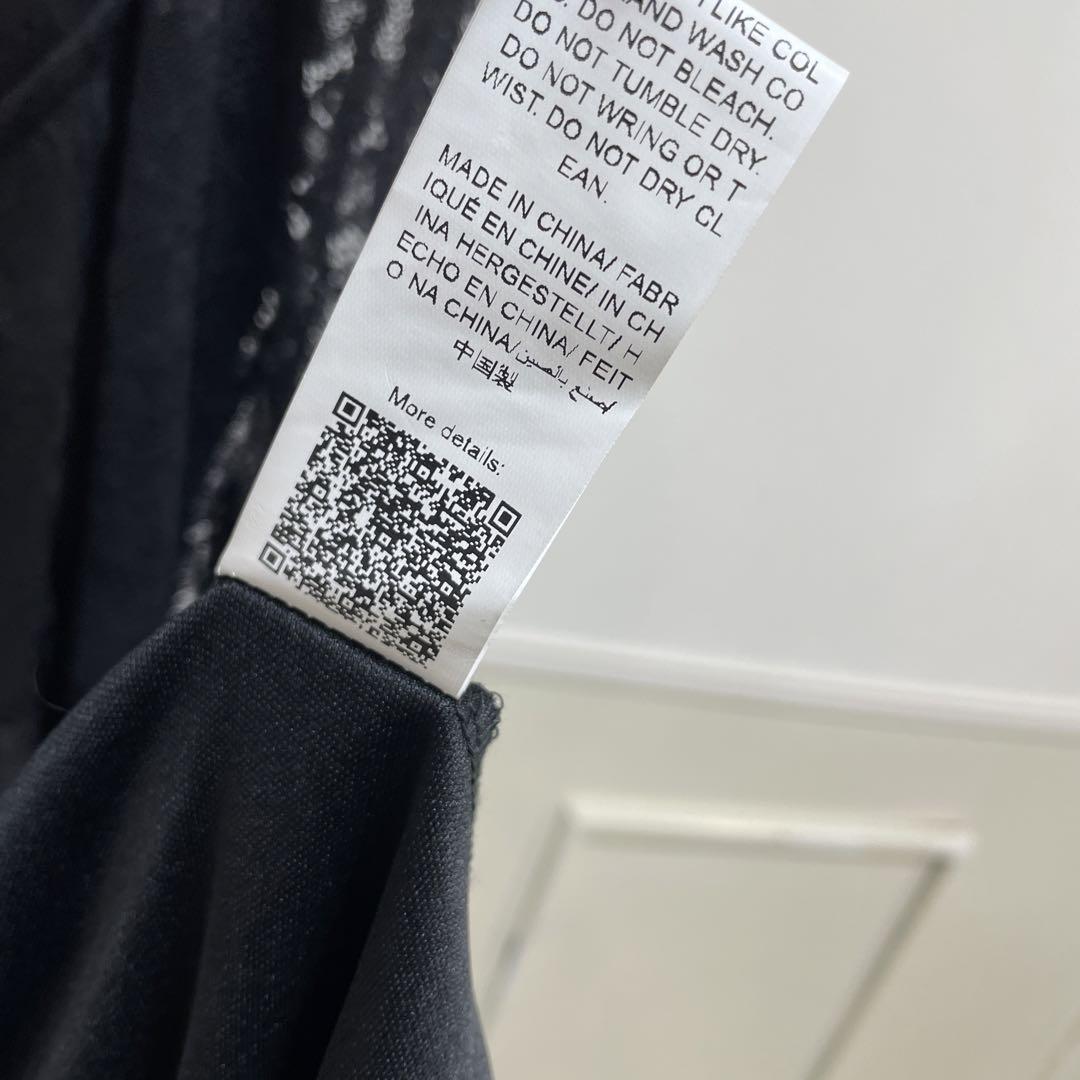 LIKE COL
AND WASH CO
DO NOT BLEACH.
DO NOT TUMBLE DRY.
DO NOT WRING OR T
WIST. DO NOT DRY CL
EAN.
MADE IN CHINA/ FABR
IQUÉ EN CHINE/ IN CH
INA HERGESTELLT/ H
ECHO EN CHINA/ FEIT
O NA CHINA/صنع بالصين/
中国製
More details: